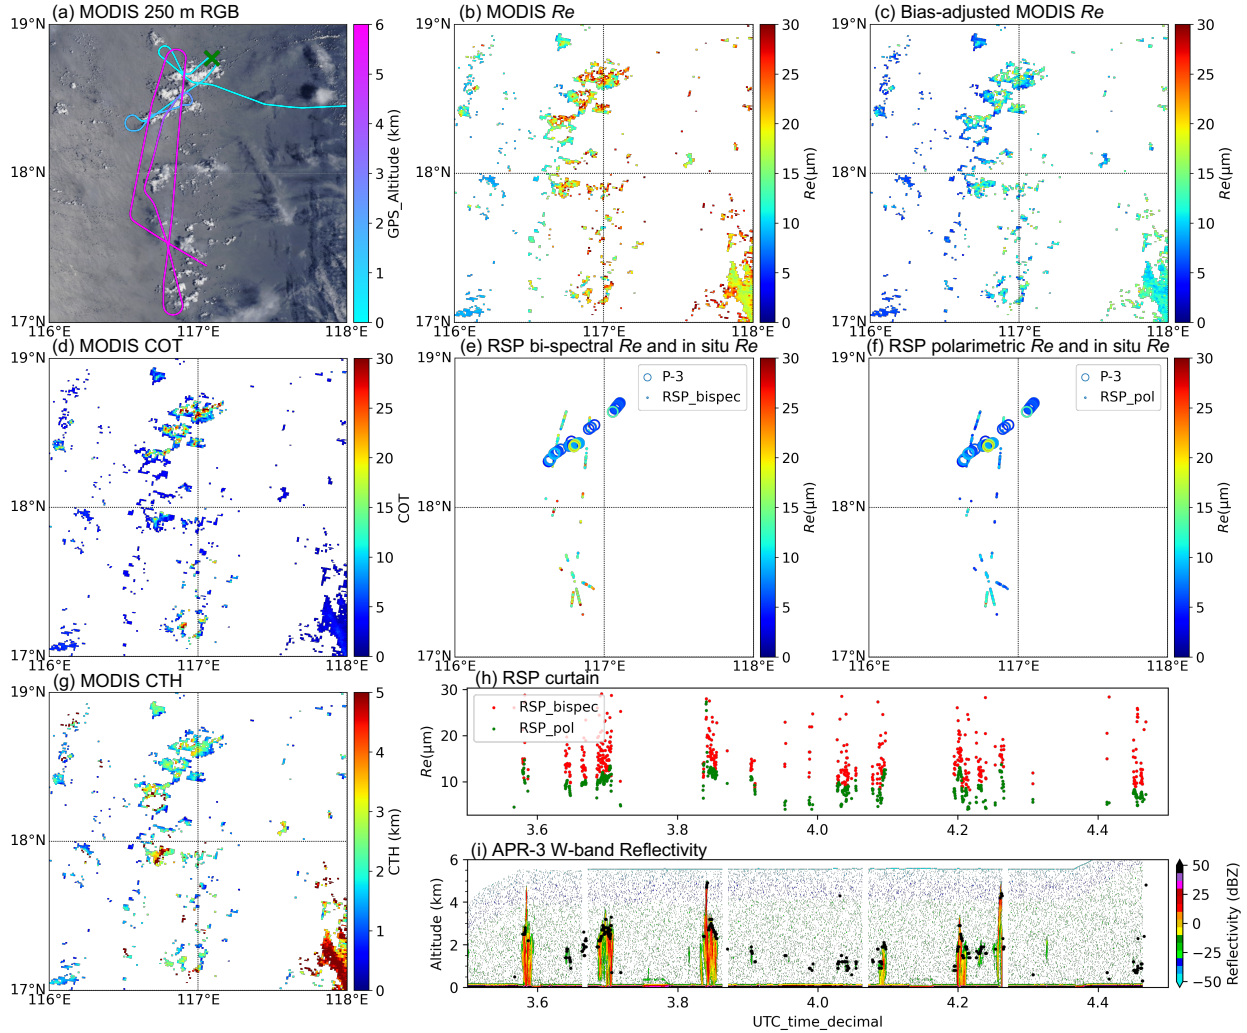 (a) MODIS 250 m RGB
(b) MODIS Re
(c) Bias-adjusted MODIS Re
19°N
18°N
17°N
116°E
117°E
118°E
6
5
4
3
2
1
0
GPS_Altitude (km)
19°N
18°N
17°N
116°E
117°E
118°E
30
25
20
15
10
5
0
Re(μm)
19°N
18°N
17°N
116°E
117°E
118°E
30
25
20
15
10
5
0
Re(μm)
(d) MODIS COT
(e) RSP bi-spectral Re and in situ Re
(f) RSP polarimetric Re and in situ Re
19°N
18°N
17°N
116°E
117°E
118°E
30
25
20
15
10
5
0
COT
19°N
18°N
17°N
116°E
117°E
118°E
P-3
RSP_bispec
30
25
20
15
10
5
0
Re(μm)
19°N
18°N
17°N
116°E
117°E
118°E
P-3
RSP_pol
30
25
20
15
10
5
0
Re(μm)
(g) MODIS CTH
19°N
18°N
17°N
116°E
117°E
118°E
5
4
3
2
1
0
CTH (km)
(h) RSP curtain
30
20
10
Re(μm)
RSP_bispec
RSP_pol
3.6
3.8
4.0
4.2
4.4
(i) APR-3 W-band Reflectivity
6
4
2
0
Altitude (km)
3.6
3.8
4.0
4.2
4.4
UTC_time_decimal
50
25
0
−25
−50
Reflectivity (dBZ)